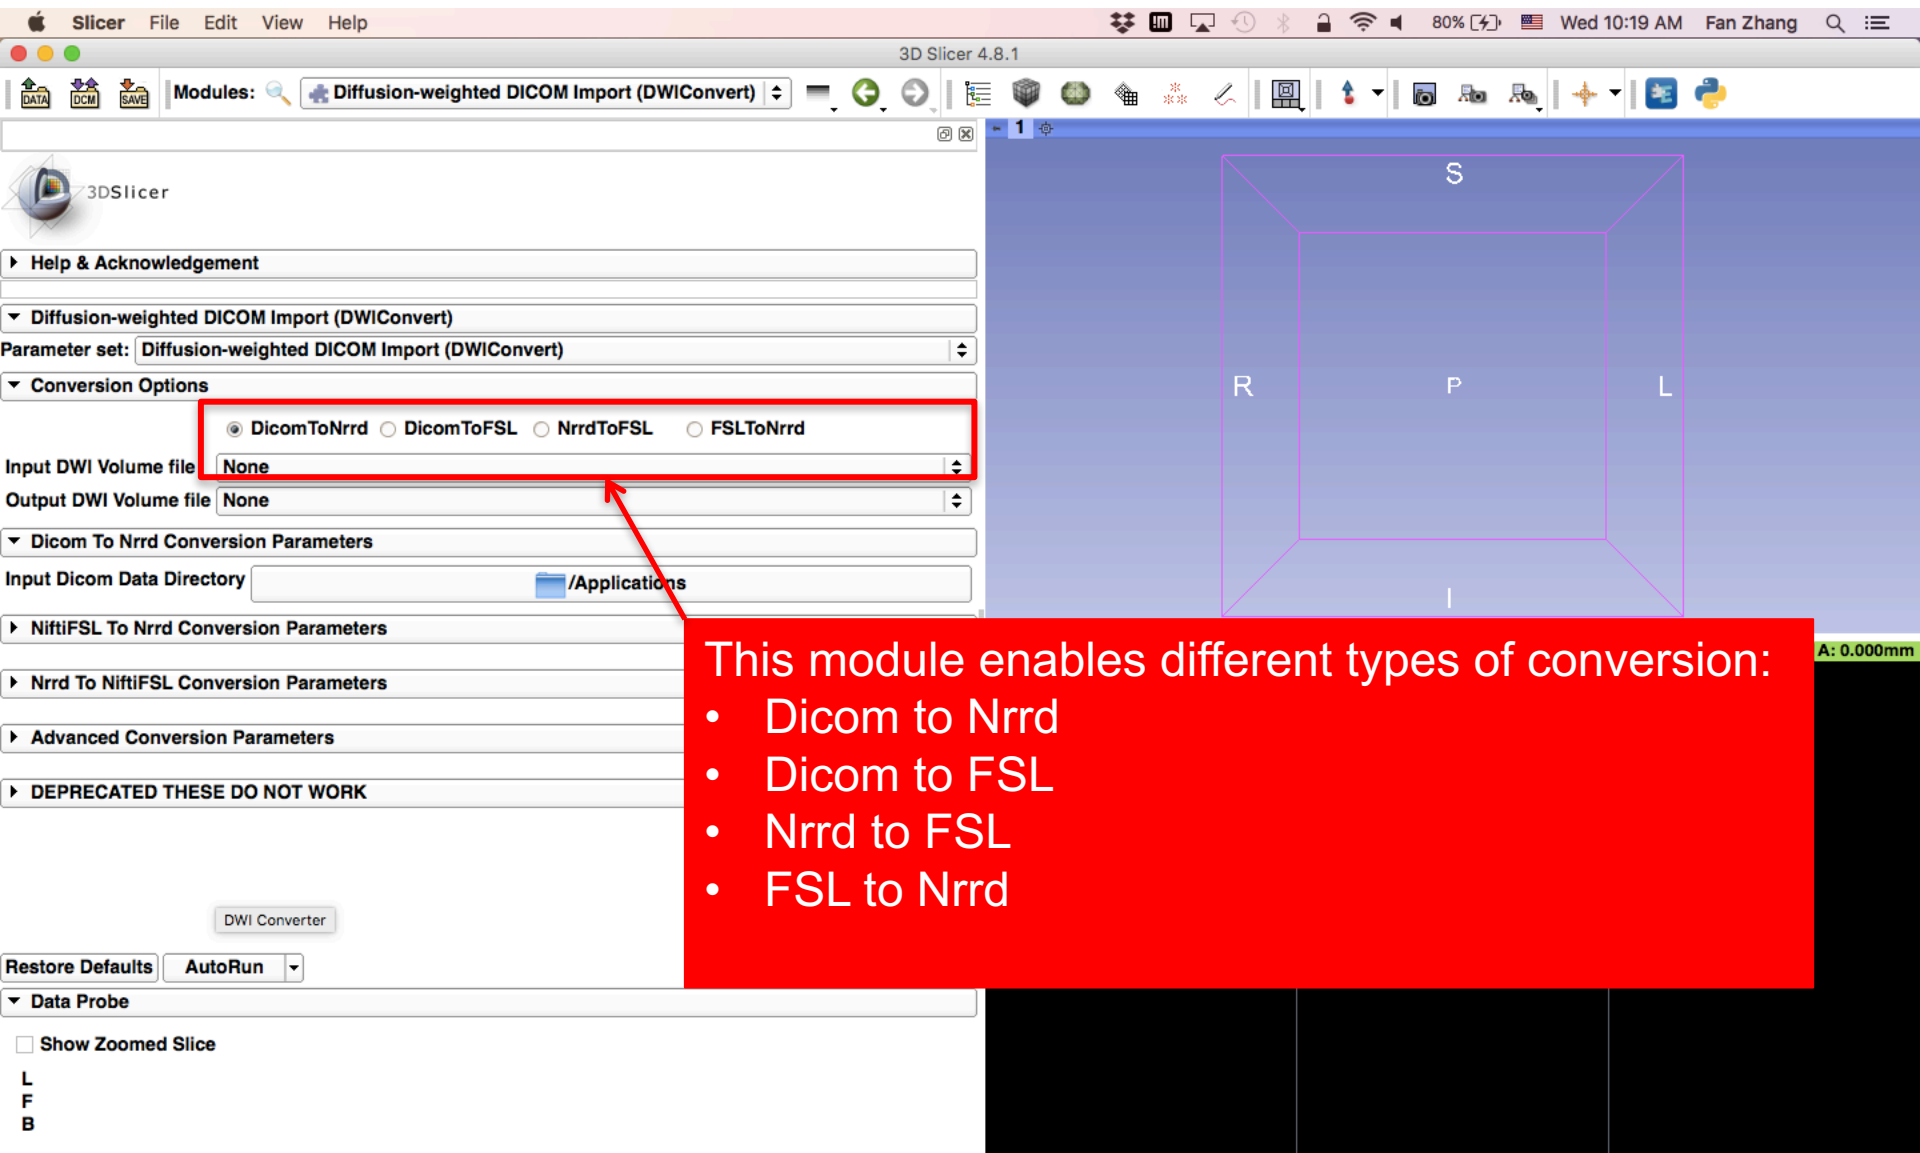 Slicer File Edit View Help 80% Wed 10:19 AM Fan Zhang
3D Slicer 4.8.1
DATA DCM SAVE Modules: Diffusion-weighted DICOM Import (DWIConvert)
1
3DSlicer
Help & Acknowledgement
Diffusion-weighted DICOM Import (DWIConvert)
Parameter set: Diffusion-weighted DICOM Import (DWIConvert)
Conversion Options
DicomToNrrd DicomToFSL NrrdToFSL FSLToNrrd
Input DWI Volume file None
Output DWI Volume file None
Dicom To Nrrd Conversion Parameters
Input Dicom Data Directory /Applications
NiftiFSL To Nrrd Conversion Parameters
Nrrd To NiftiFSL Conversion Parameters
Advanced Conversion Parameters
DEPRECATED THESE DO NOT WORK
DWI Converter
Restore Defaults AutoRun
Data Probe
Show Zoomed Slice
L
F
B
S
R P L
I
A: 0.000mm
This module enables different types of conversion:
• Dicom to Nrrd
• Dicom to FSL
• Nrrd to FSL
• FSL to Nrrd